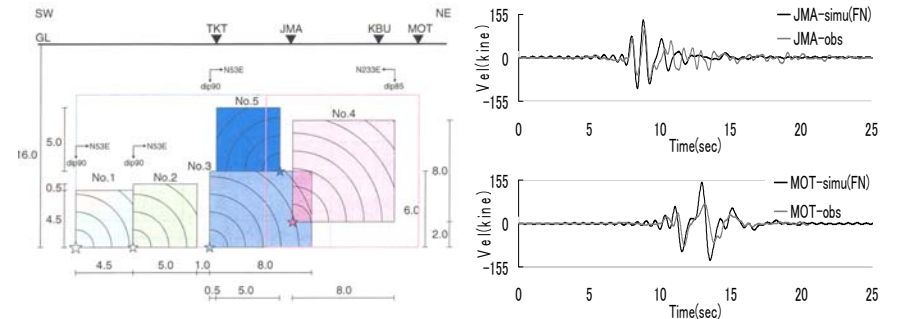 SW
NE
TKT
JMA
KBU
MOT
GL
N53E
dip90
N233E
dip85
No.5
No.4
5.0
N53E
dip90
N53E
dip90
16.0
No.1
No.2
No.3
0.5
4.5
8.0
6.0
2.0
4.5
5.0
1.0
8.0
0.5
5.0
8.0
155
0
-155
Vel(kine)
JMA-simu(FN)
JMA-obs
0 5 10 15 20 25
Time(sec)
155
0
-155
Vel(kine)
MOT-simu(FN)
MOT-obs
0 5 10 15 20 25
Time(sec)